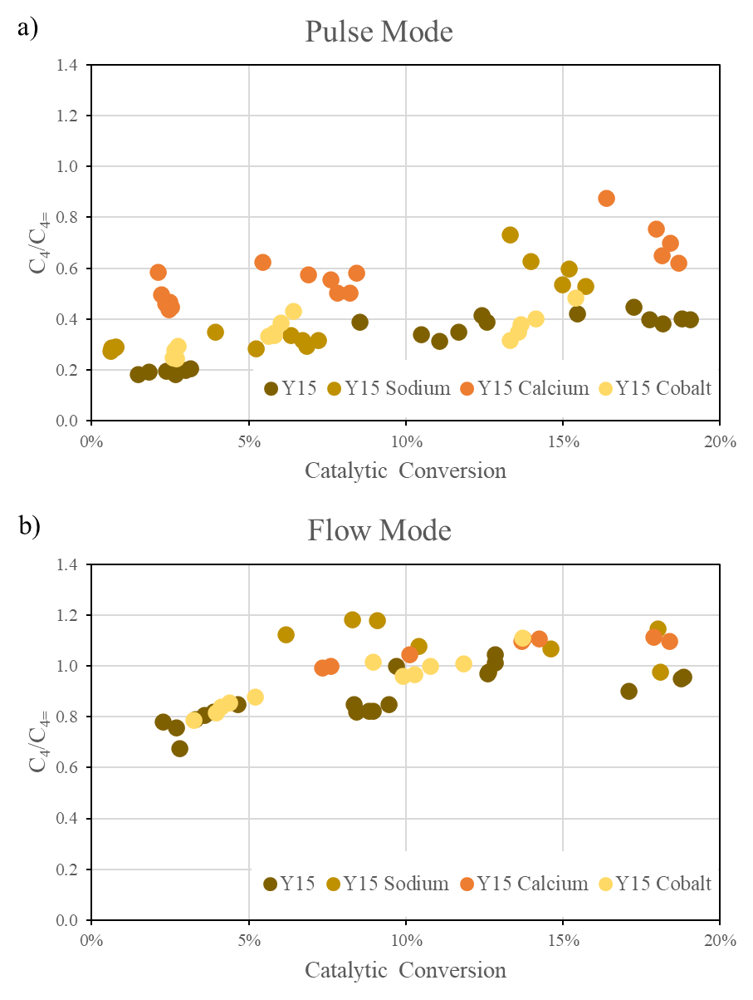 a)
Pulse Mode
1.4
1.2
1.0
0.8
0.6
0.4
0.2
0.0
C4/C4=
Y15 Y15 Sodium Y15 Calcium Y15 Cobalt
0% 5% 10% 15% 20%
Catalytic Conversion
b)
Flow Mode
1.4
1.2
1.0
0.8
0.6
0.4
0.2
0.0
C4/C4=
Y15 Y15 Sodium Y15 Calcium Y15 Cobalt
0% 5% 10% 15% 20%
Catalytic Conversion